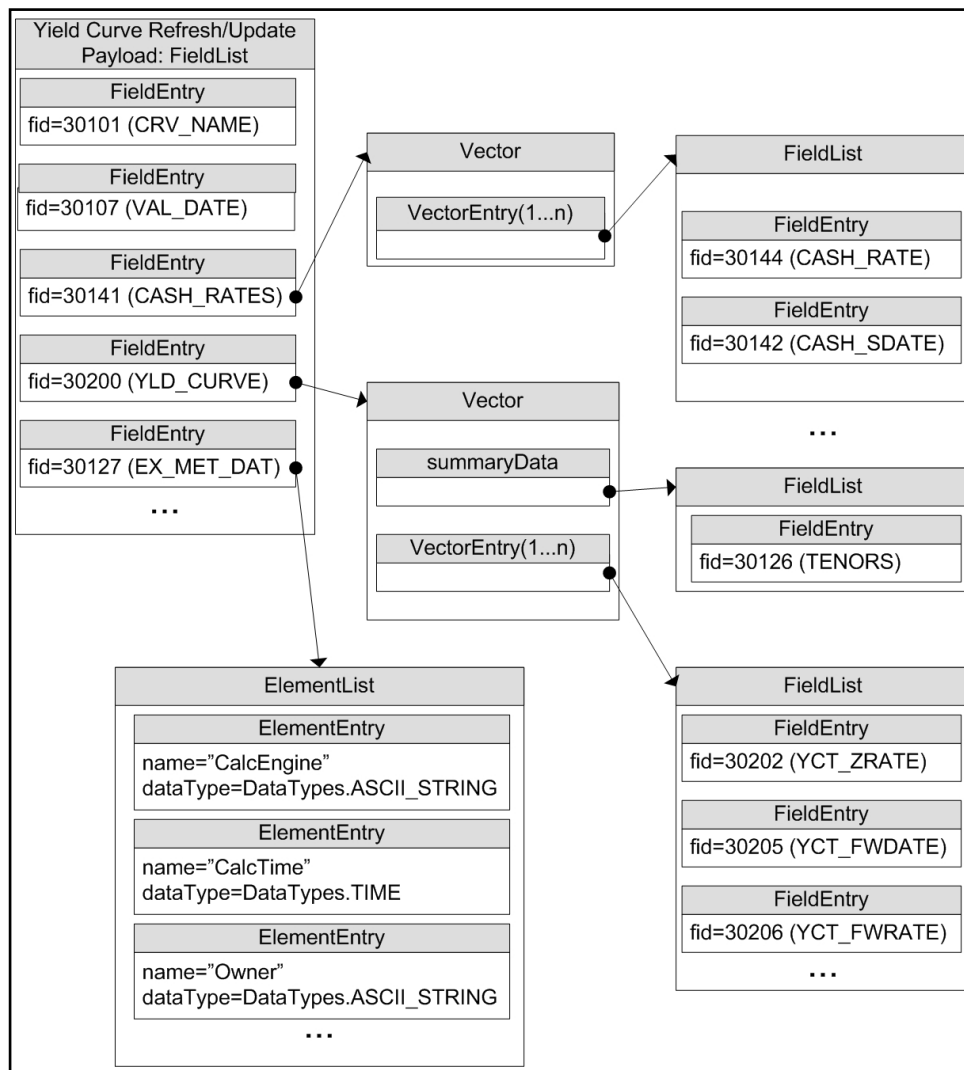 Yield Curve Refresh/Update
Payload: FieldList
FieldEntry
fid=30101 (CRV_NAME)
FieldEntry
fid=30107 (VAL_DATE)
FieldEntry
fid=30141 (CASH_RATES)
FieldEntry
fid=30200 (YLD_CURVE)
FieldEntry
fid=30127 (EX_MET_DAT)
...
Vector
VectorEntry(1...n)
FieldList
FieldEntry
fid=30144 (CASH_RATE)
FieldEntry
fid=30142 (CASH_SDATE)
...
Vector
summaryData
VectorEntry(1...n)
FieldList
FieldEntry
fid=30126 (TENORS)
FieldList
FieldEntry
fid=30202 (YCT_ZRATE)
FieldEntry
fid=30205 (YCT_FWDATE)
FieldEntry
fid=30206 (YCT_FWRATE)
...
ElementList
ElementEntry
name=”CalcEngine”
dataType=DataTypes.ASCII_STRING
ElementEntry
name=”CalcTime”
dataType=DataTypes.TIME
ElementEntry
name=”Owner”
dataType=DataTypes.ASCII_STRING
...